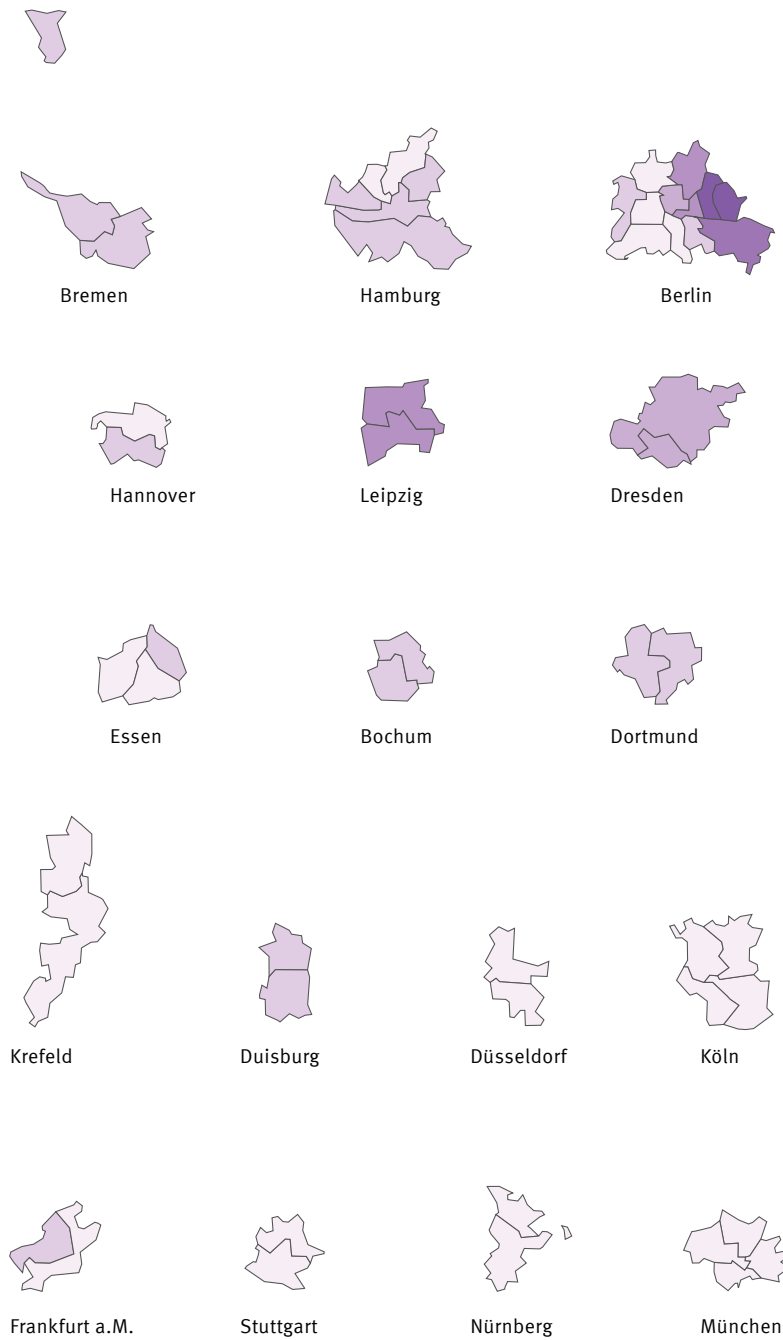 Bremen
Hamburg
Berlin
Hannover
Leipzig
Dresden
Essen
Bochum
Dortmund
Krefeld
Duisburg
Düsseldorf
Köln
Frankfurt a.M.
Stuttgart
Nürnberg
München